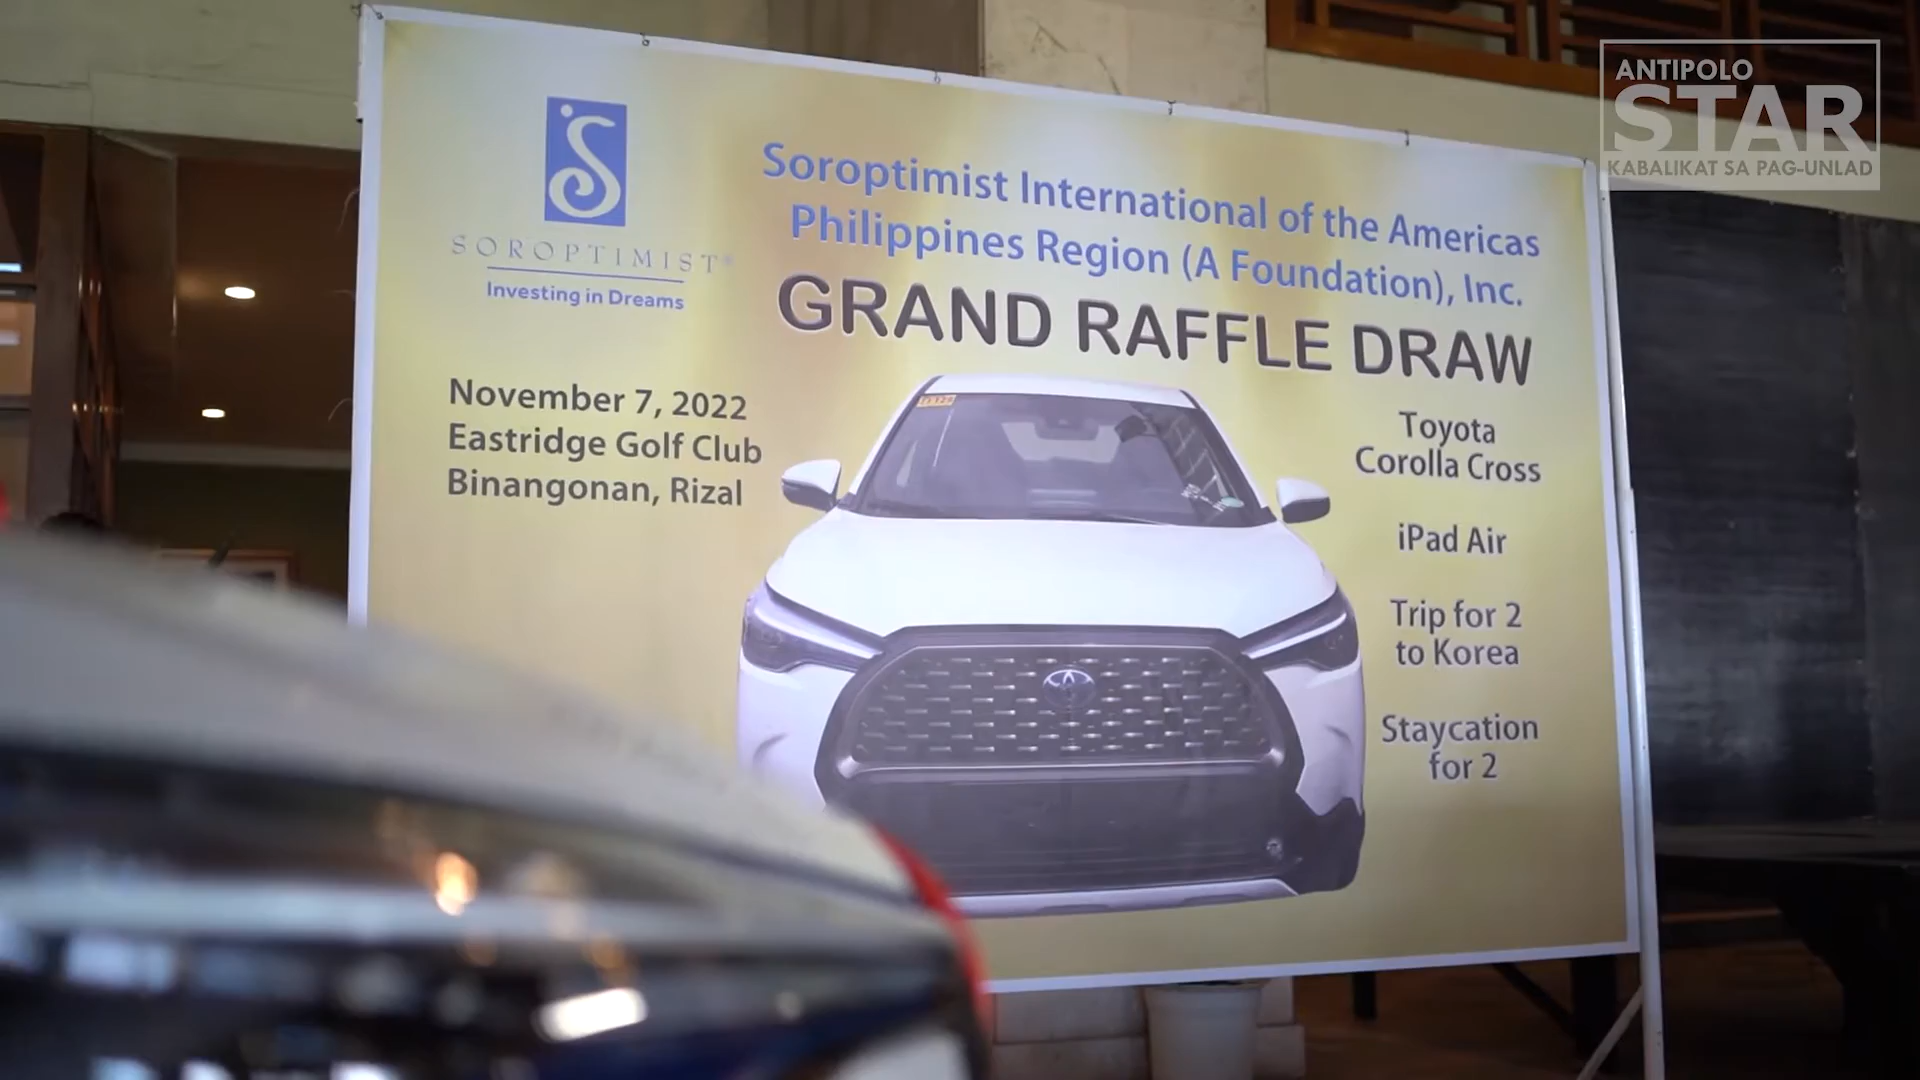 ANTIPOLO
STAR
KABALIKAT SA PAG-UNLAD
SOROPTIMIST
Investing in Dreams
Soroptimist International of the Americas
Philippines Region (A Foundation), Inc.
GRAND RAFFLE DRAW
November 7, 2022
Eastridge Golf Club
Binangonan, Rizal
Toyota
Corolla Cross
iPad Air
Trip for 2
to Korea
Staycation
for 2